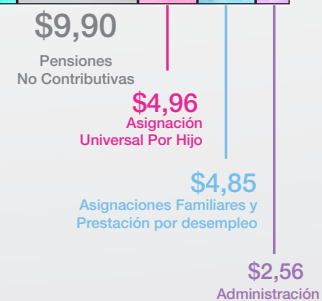 $9,90
Pensiones
No Contributivas
$4,96
Asignación
Universal Por Hijo
$4,85
Asignaciones Familiares y
Prestación por desempleo
$2,56
Administración